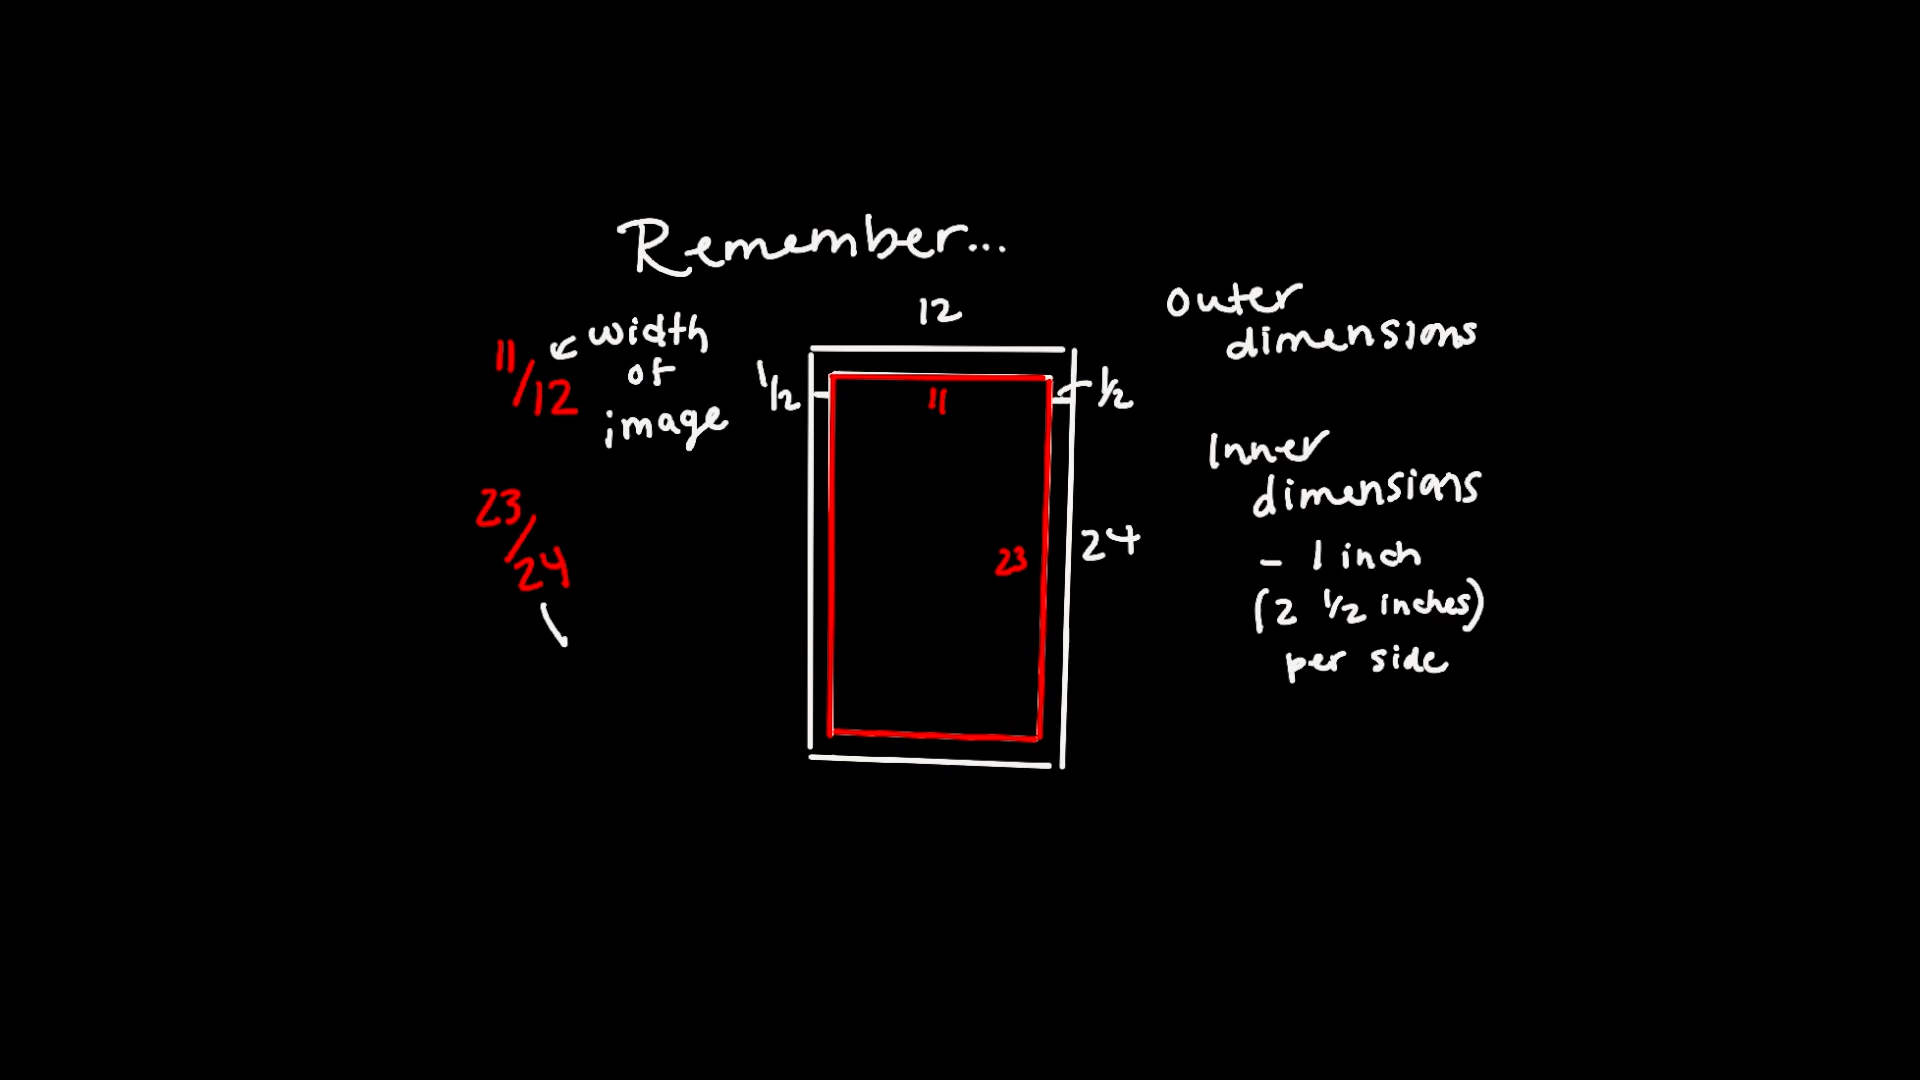 Remember...
12
outer
dimensions
11/12
width
of
image
1/2
11
1/2
Inner
dimensions
23/24
23
24
- 1 inch
(2 1/2 inches)
per side